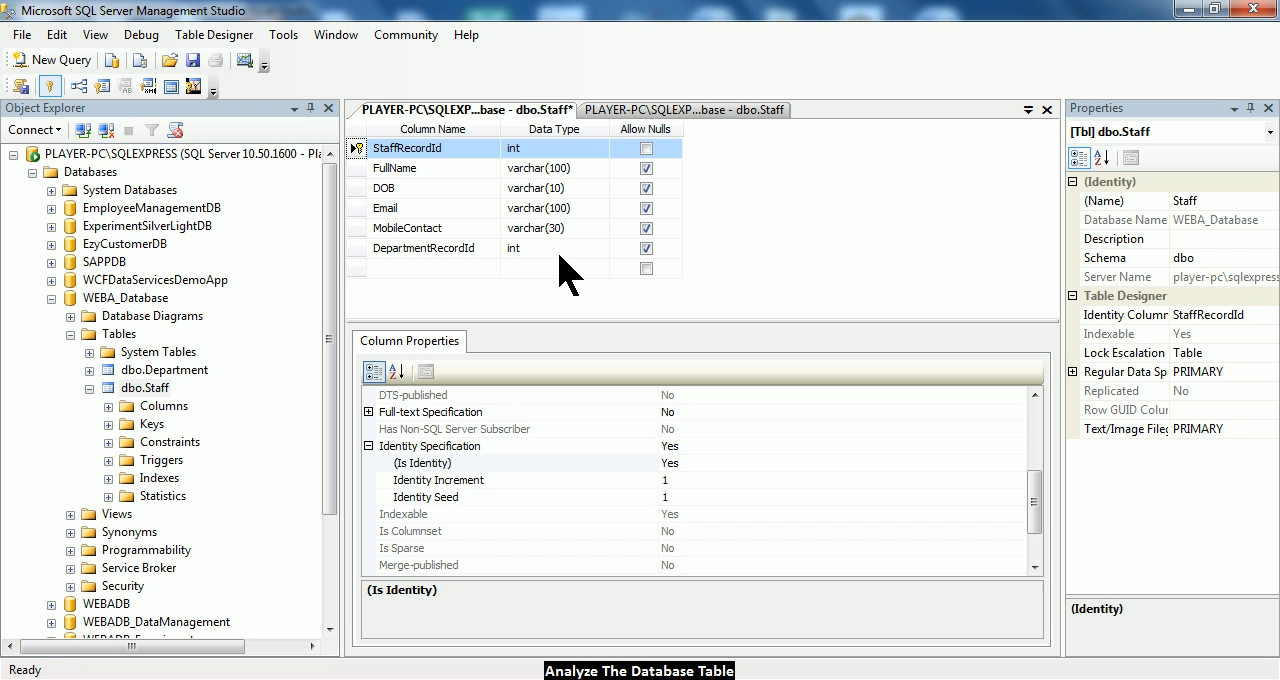 Microsoft SQL Server Management Studio
File Edit View Debug Table Designer Tools Window Community Help
New Query
Object Explorer
Connect
PLAYER-PC\SQLEXPRESS (SQL Server 10.50.1600 - Pla
Databases
System Databases
EmployeeManagementDB
ExperimentSilverLightDB
EzyCustomerDB
SAPPDB
WCFDataServicesDemoApp
WEBA_Database
Database Diagrams
Tables
System Tables
dbo.Department
dbo.Staff
Columns
Keys
Constraints
Triggers
Indexes
Statistics
Views
Synonyms
Programmability
Service Broker
Security
WEBADB
WEBADB_DataManagement
PLAYER-PC\SQLEXP...base - dbo.Staff* PLAYER-PC\SQLEXP...base - dbo.Staff
Column Name Data Type Allow Nulls
StaffRecordId int
FullName varchar(100)
DOB varchar(10)
Email varchar(100)
MobileContact varchar(30)
DepartmentRecordId int
Column Properties
DTS-published No
Full-text Specification No
Has Non-SQL Server Subscriber No
Identity Specification Yes
(Is Identity) Yes
Identity Increment 1
Identity Seed 1
Indexable Yes
Is Columnset No
Is Sparse No
Merge-published No
(Is Identity)
Properties
[Tbl] dbo.Staff
(Identity)
(Name) Staff
Database Name WEBA_Database
Description
Schema dbo
Server Name player-pc\sqlexpress
Table Designer
Identity Column StaffRecordId
Indexable Yes
Lock Escalation Table
Regular Data Sp PRIMARY
Replicated No
Row GUID Colur
Text/Image Fileg PRIMARY
(Identity)
Ready
Analyze The Database Table